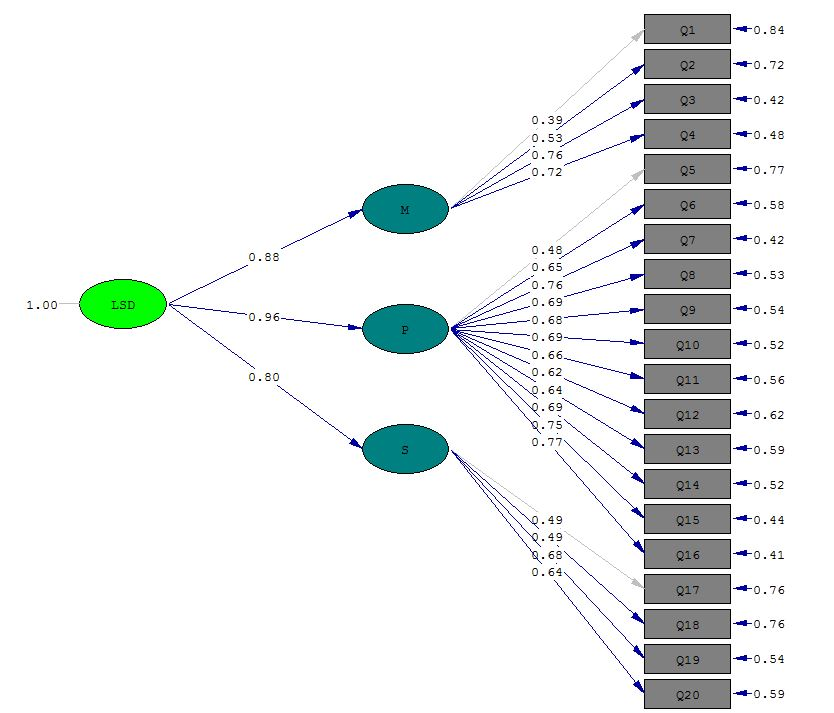 Q1 0.84
Q2 0.72
Q3 0.42
Q4 0.48
Q5 0.77
Q6 0.58
Q7 0.42
Q8 0.53
Q9 0.54
Q10 0.52
Q11 0.56
Q12 0.62
Q13 0.59
Q14 0.52
Q15 0.44
Q16 0.41
Q17 0.76
Q18 0.76
Q19 0.54
Q20 0.59
0.39
0.53
0.76
0.72
M
0.48
0.65
0.76
0.69
0.68
0.69
0.66
0.62
0.64
0.69
0.75
0.77
P
0.49
0.49
0.68
0.64
S
0.88
0.96
0.80
1.00
LSD